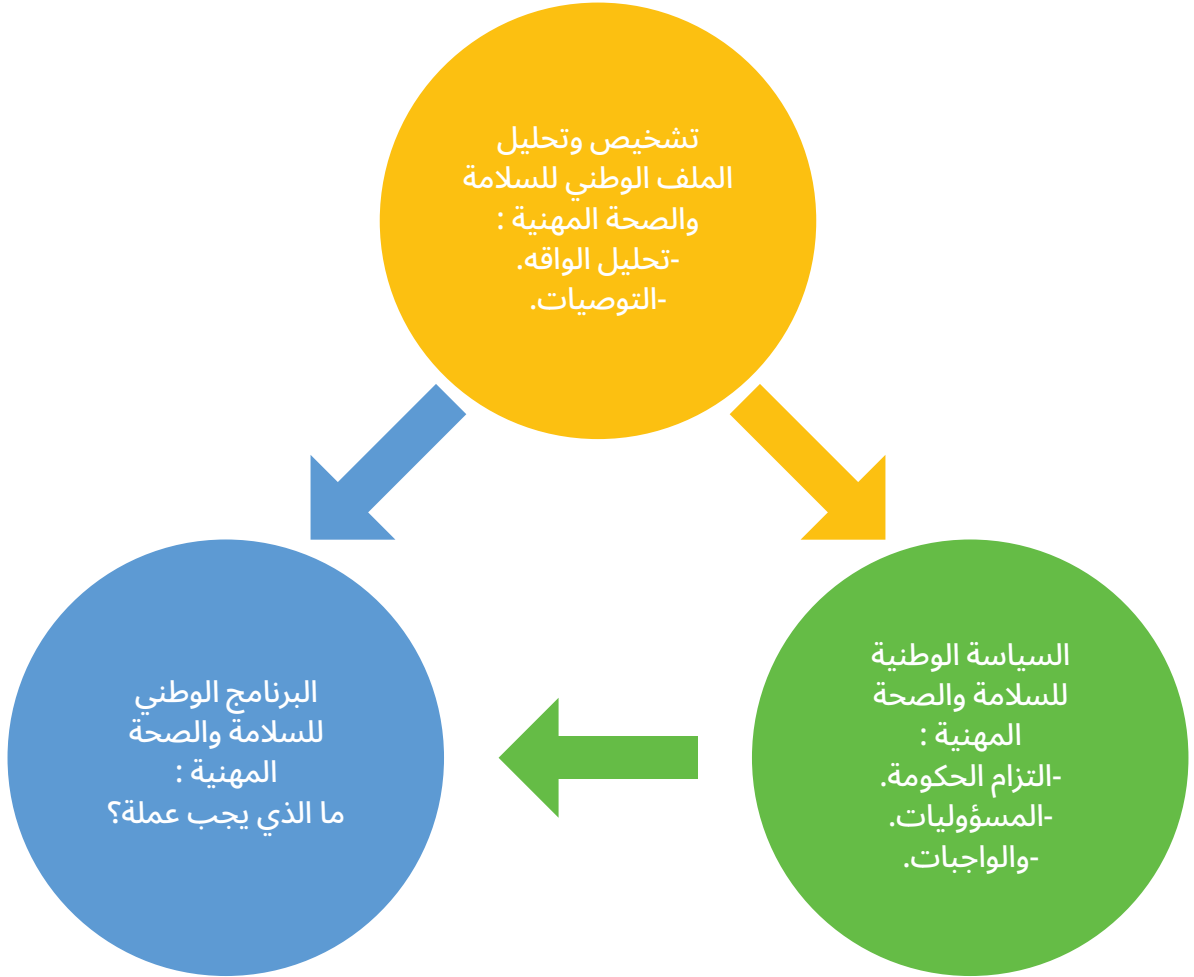 تشخيص وتحليل
الملف الوطني للسلامة
والصحة المهنية :
-تحليل الواقه.
-التوصيات.
السياسة الوطنية
للسلامة والصحة
المهنية :
-التزام الحكومة.
-المسؤوليات.
-والواجبات.
البرنامج الوطني
للسلامة والصحة
المهنية :
ما الذي يجب عملة؟